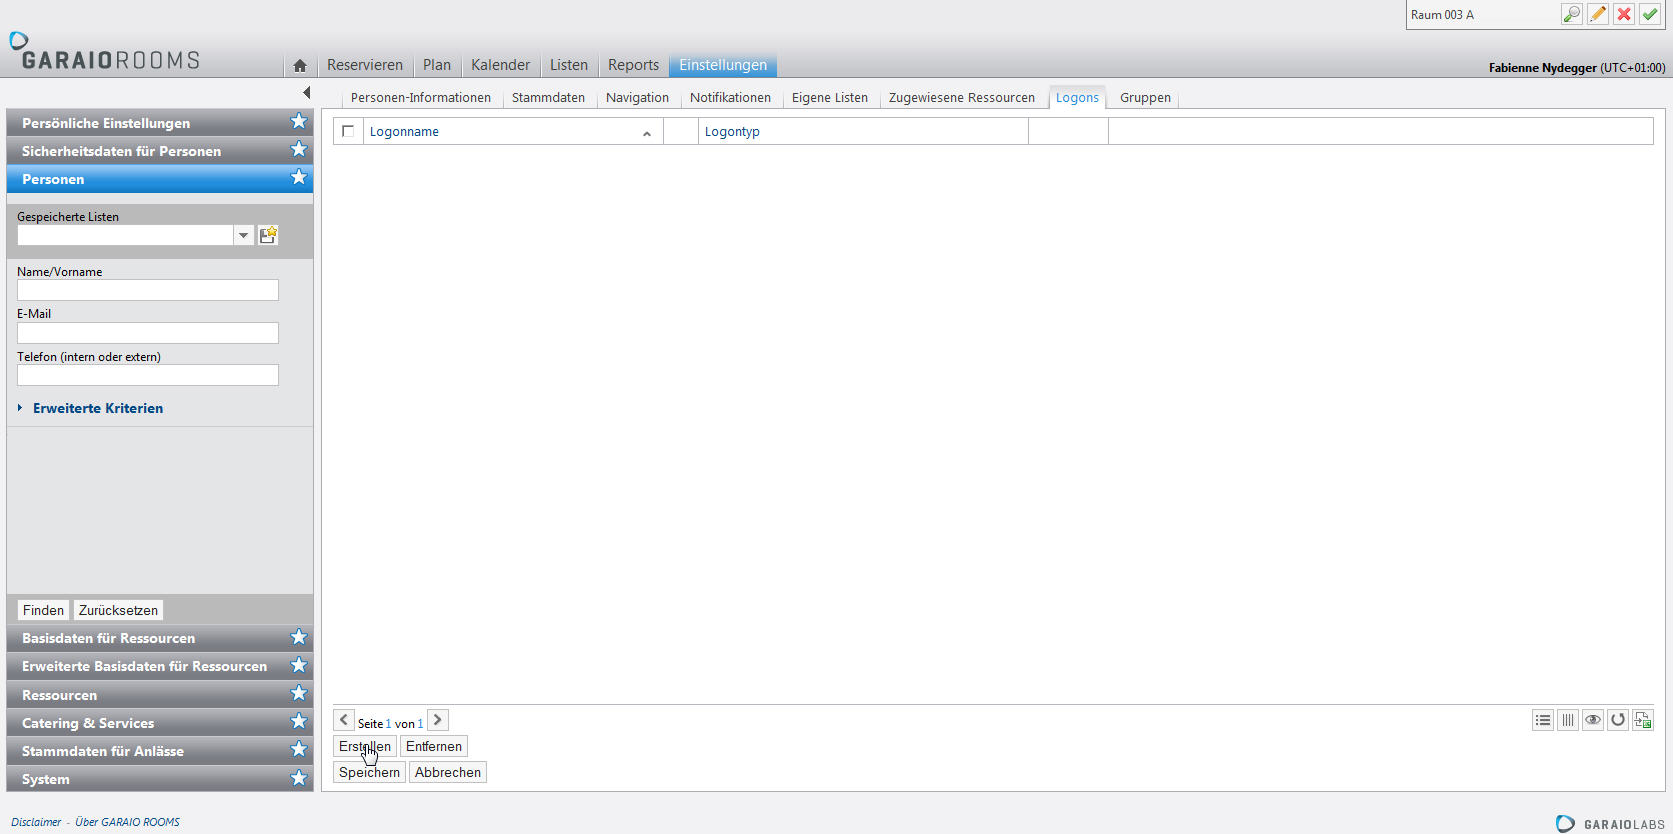 Raum 003 A
GARAIOROOMS
Reservieren Plan Kalender Listen Reports Einstellungen
Fabienne Nydegger (UTC+01:00)
Personen-Informationen Stammdaten Navigation Notifikationen Eigene Listen Zugewiesene Ressourcen Logons Gruppen
Persönliche Einstellungen
Sicherheitsdaten für Personen
Personen
Gespeicherte Listen
Name/Vorname
E-Mail
Telefon (intern oder extern)
Erweiterte Kriterien
Finden Zurücksetzen
Basisdaten für Ressourcen
Erweiterte Basisdaten für Ressourcen
Ressourcen
Catering & Services
Stammdaten für Anlässe
System
Logonname Logontyp
Seite 1 von 1
Erstellen Entfernen
Speichern Abbrechen
Disclaimer - Über GARAIO ROOMS
GARAIOLABS